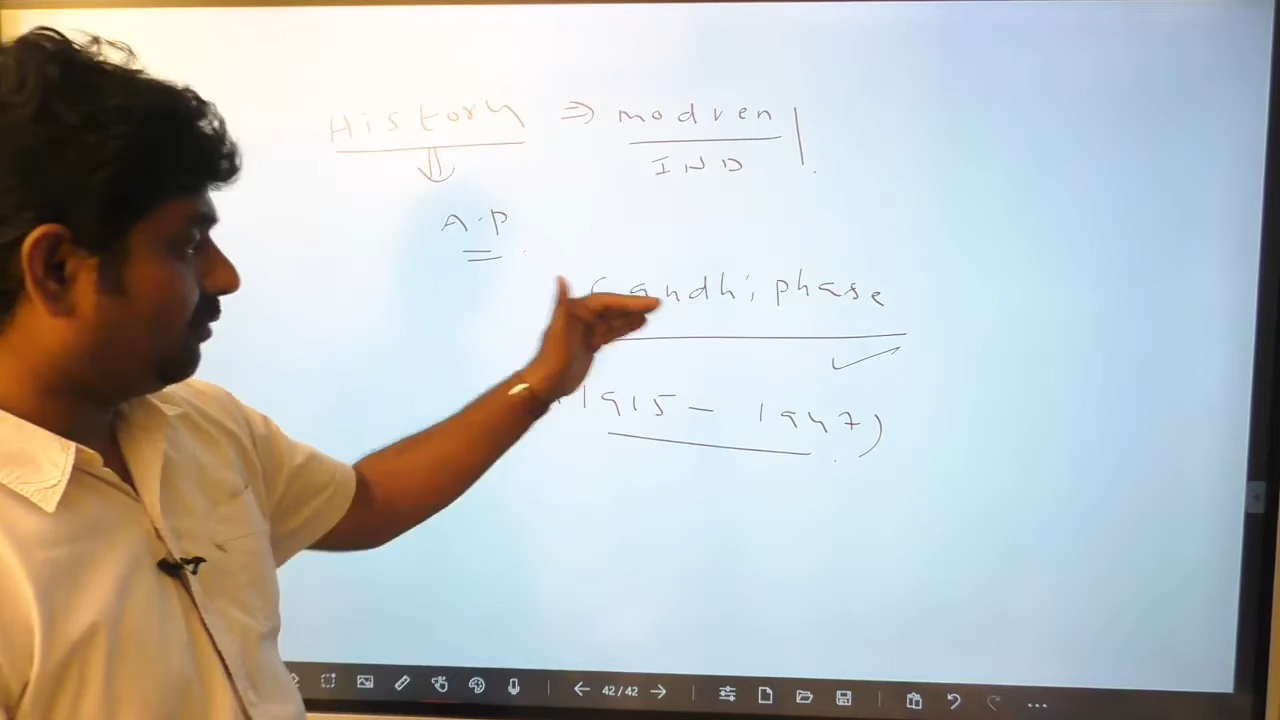 History ⇒ modren
IND
A.P
Gandhi phase
(1915 - 1947)
42/42